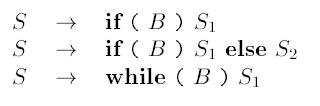 S → if ( B ) S₁
S → if ( B ) S₁ else S₂
S → while ( B ) S₁